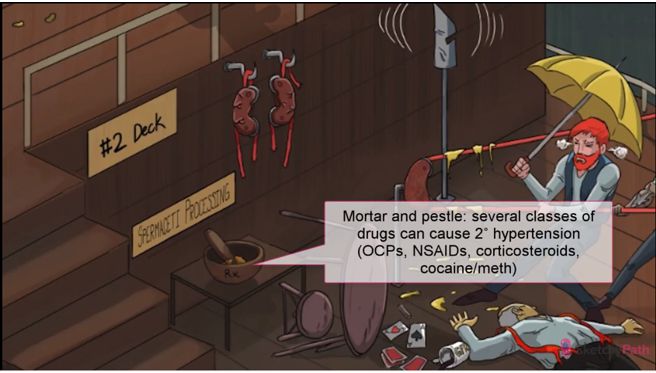 #2 Deck
SPERMACETI PROCESSING
Rx
Mortar and pestle: several classes of
drugs can cause 2° hypertension
(OCPs, NSAIDs, corticosteroids,
cocaine/meth)
sketchyPath